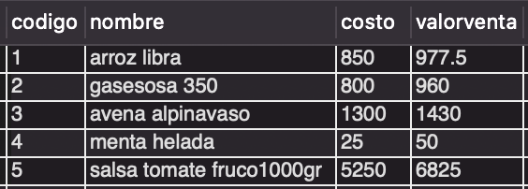 codigo nombre costo valorventa
1 arroz libra 850 977.5
2 gasesosa 350 800 960
3 avena alpinavaso 1300 1430
4 menta helada 25 50
5 salsa tomate fruco1000gr 5250 6825